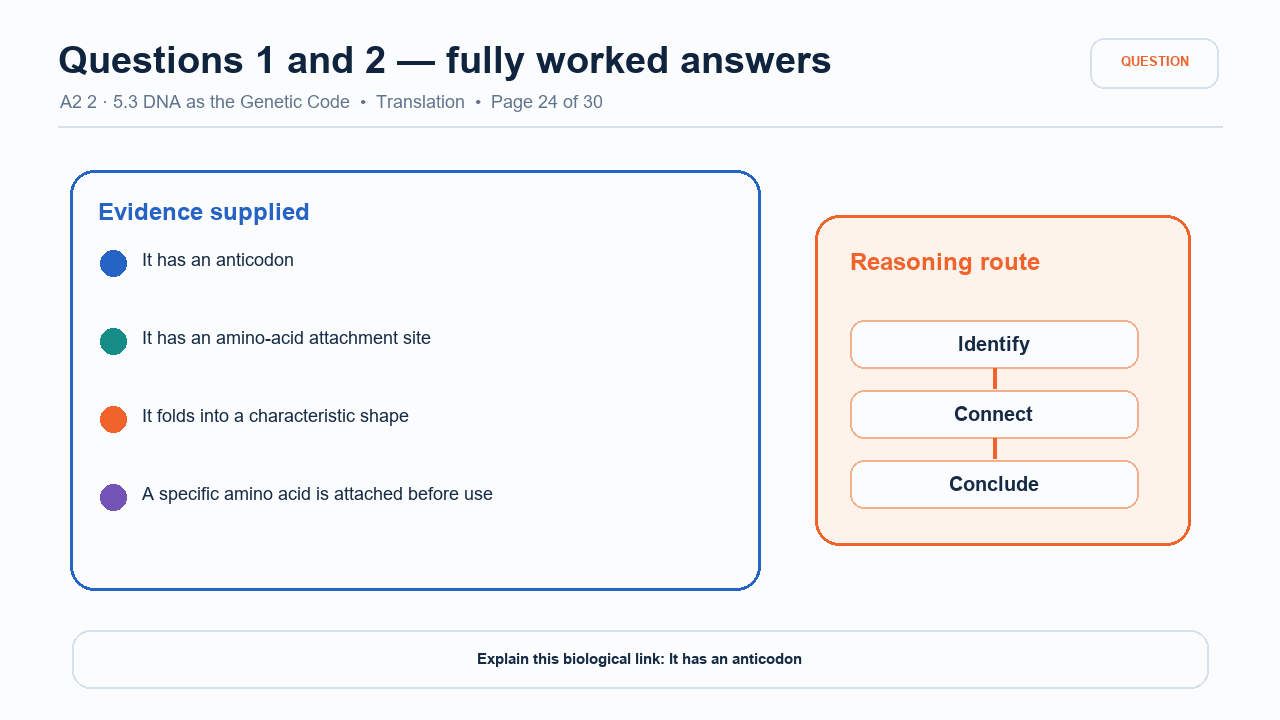 Questions 1 and 2 — fully worked answers
QUESTION
A2 2 · 5.3 DNA as the Genetic Code • Translation • Page 24 of 30
Evidence supplied
It has an anticodon
It has an amino-acid attachment site
It folds into a characteristic shape
A specific amino acid is attached before use
Reasoning route
Identify
Connect
Conclude
Explain this biological link: It has an anticodon